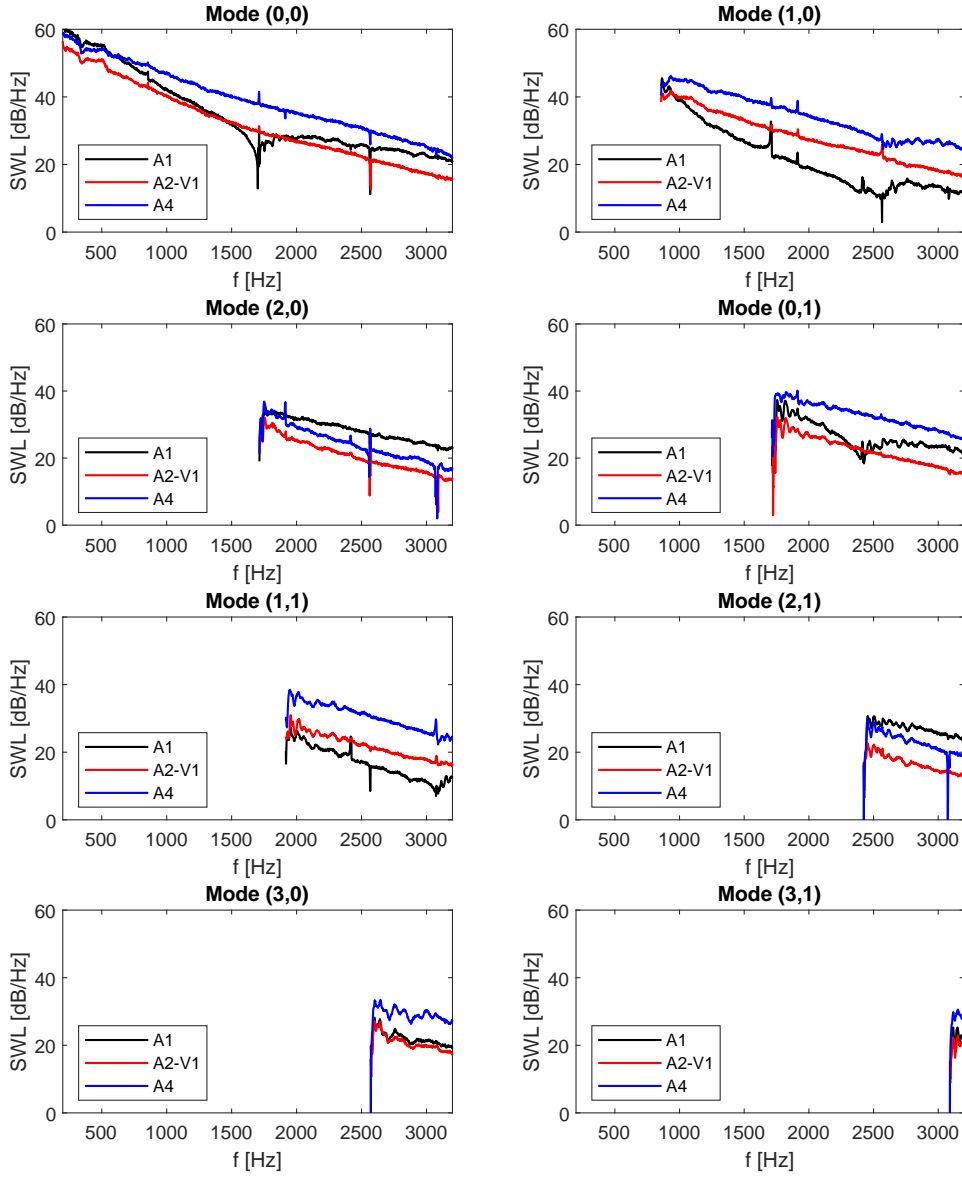 Mode (0,0)
SWL [dB/Hz]
60
40
20
0
A1
A2-V1
A4
500 1000 1500 2000 2500 3000
f [Hz]
Mode (1,0)
SWL [dB/Hz]
60
40
20
0
A1
A2-V1
A4
500 1000 1500 2000 2500 3000
f [Hz]
Mode (2,0)
SWL [dB/Hz]
60
40
20
0
A1
A2-V1
A4
500 1000 1500 2000 2500 3000
f [Hz]
Mode (0,1)
SWL [dB/Hz]
60
40
20
0
A1
A2-V1
A4
500 1000 1500 2000 2500 3000
f [Hz]
Mode (1,1)
SWL [dB/Hz]
60
40
20
0
A1
A2-V1
A4
500 1000 1500 2000 2500 3000
f [Hz]
Mode (2,1)
SWL [dB/Hz]
60
40
20
0
A1
A2-V1
A4
500 1000 1500 2000 2500 3000
f [Hz]
Mode (3,0)
SWL [dB/Hz]
60
40
20
0
A1
A2-V1
A4
500 1000 1500 2000 2500 3000
f [Hz]
Mode (3,1)
SWL [dB/Hz]
60
40
20
0
A1
A2-V1
A4
500 1000 1500 2000 2500 3000
f [Hz]